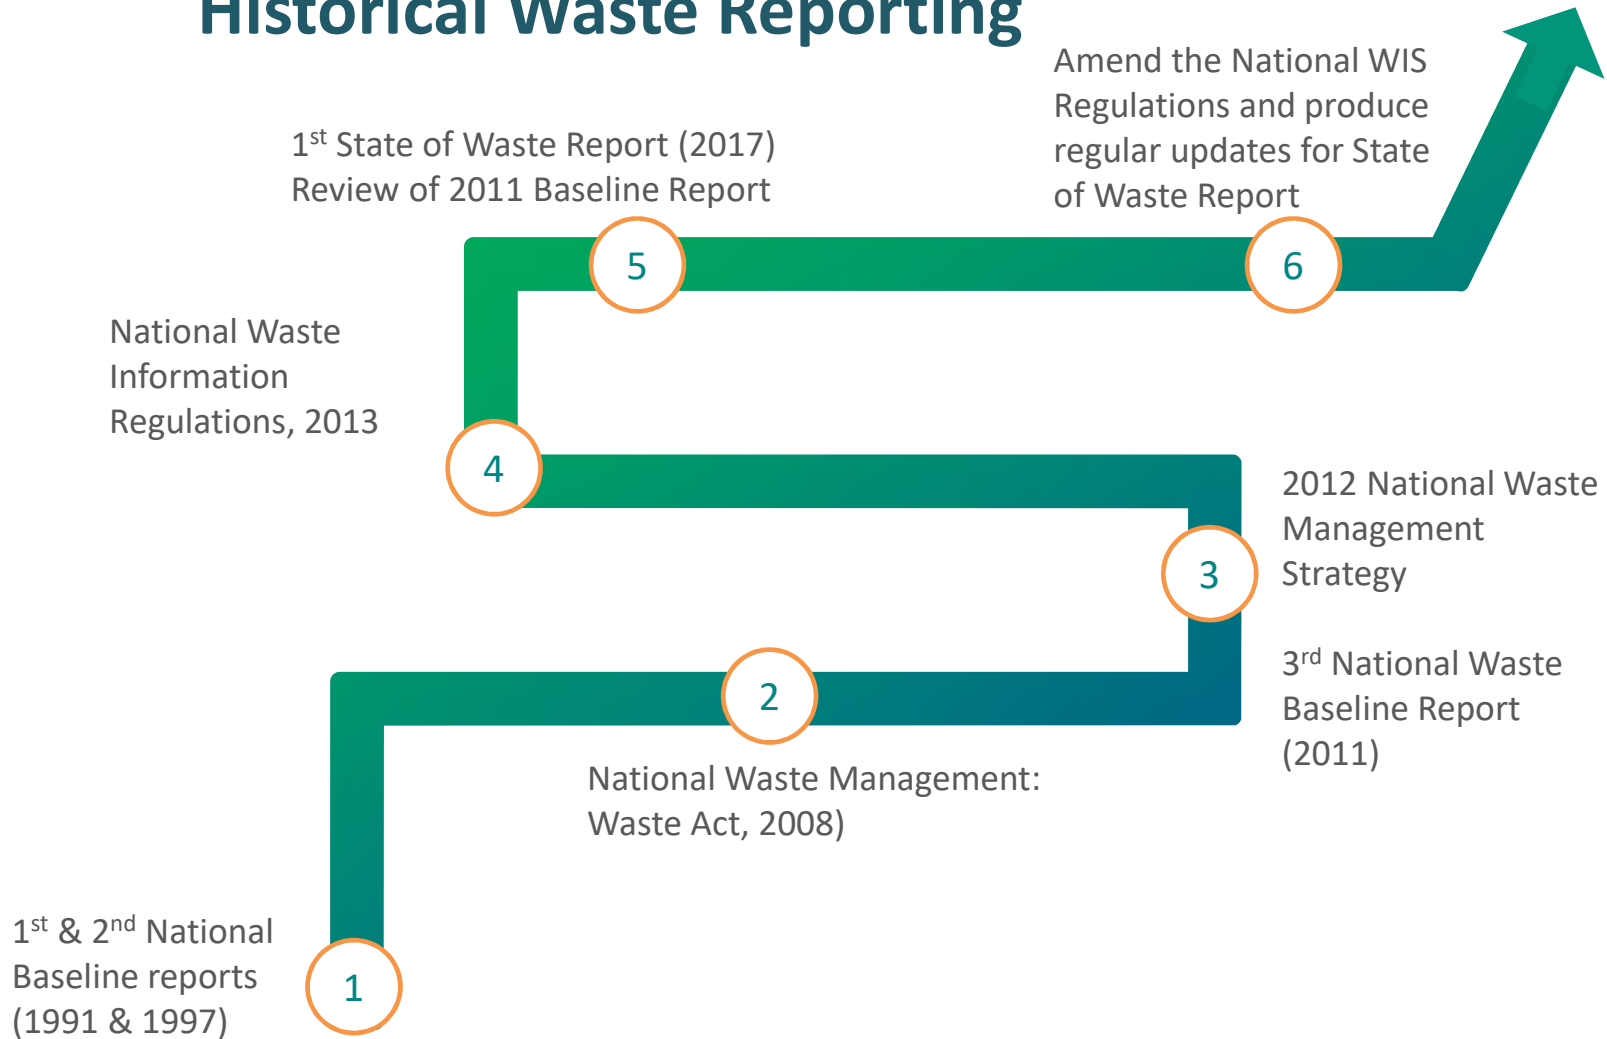 Historical Waste Reporting
Amend the National WIS
Regulations and produce
regular updates for State
of Waste Report
1st State of Waste Report (2017)
Review of 2011 Baseline Report
5
6
National Waste
Information
Regulations, 2013
4
2012 National Waste
Management
Strategy
3
3rd National Waste
Baseline Report
(2011)
2
National Waste Management:
Waste Act, 2008)
1st & 2nd National
Baseline reports
(1991 & 1997)
1